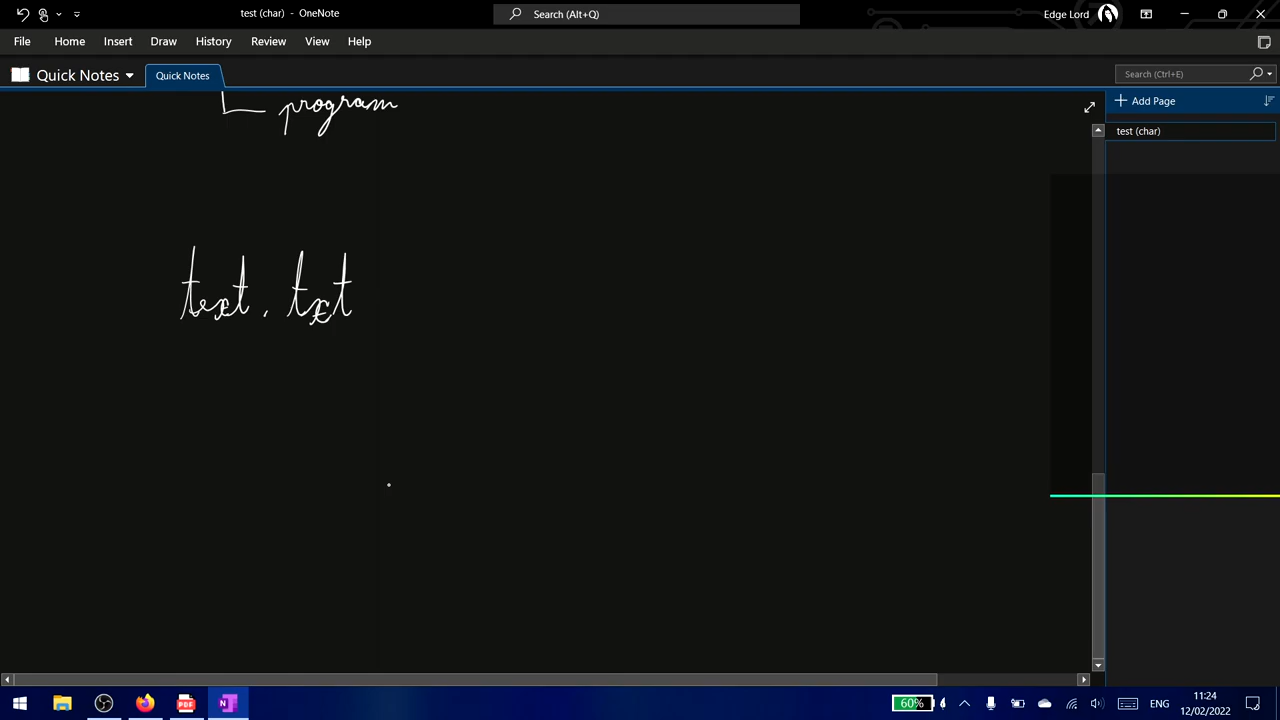 test (char) - OneNote
Search (Alt+Q)
Edge Lord
File Home Insert Draw History Review View Help
Quick Notes
Quick Notes
Search (Ctrl+E)
Add Page
test (char)
program
text. txt
PDF
N
60%
ENG
11:24
12/02/2022